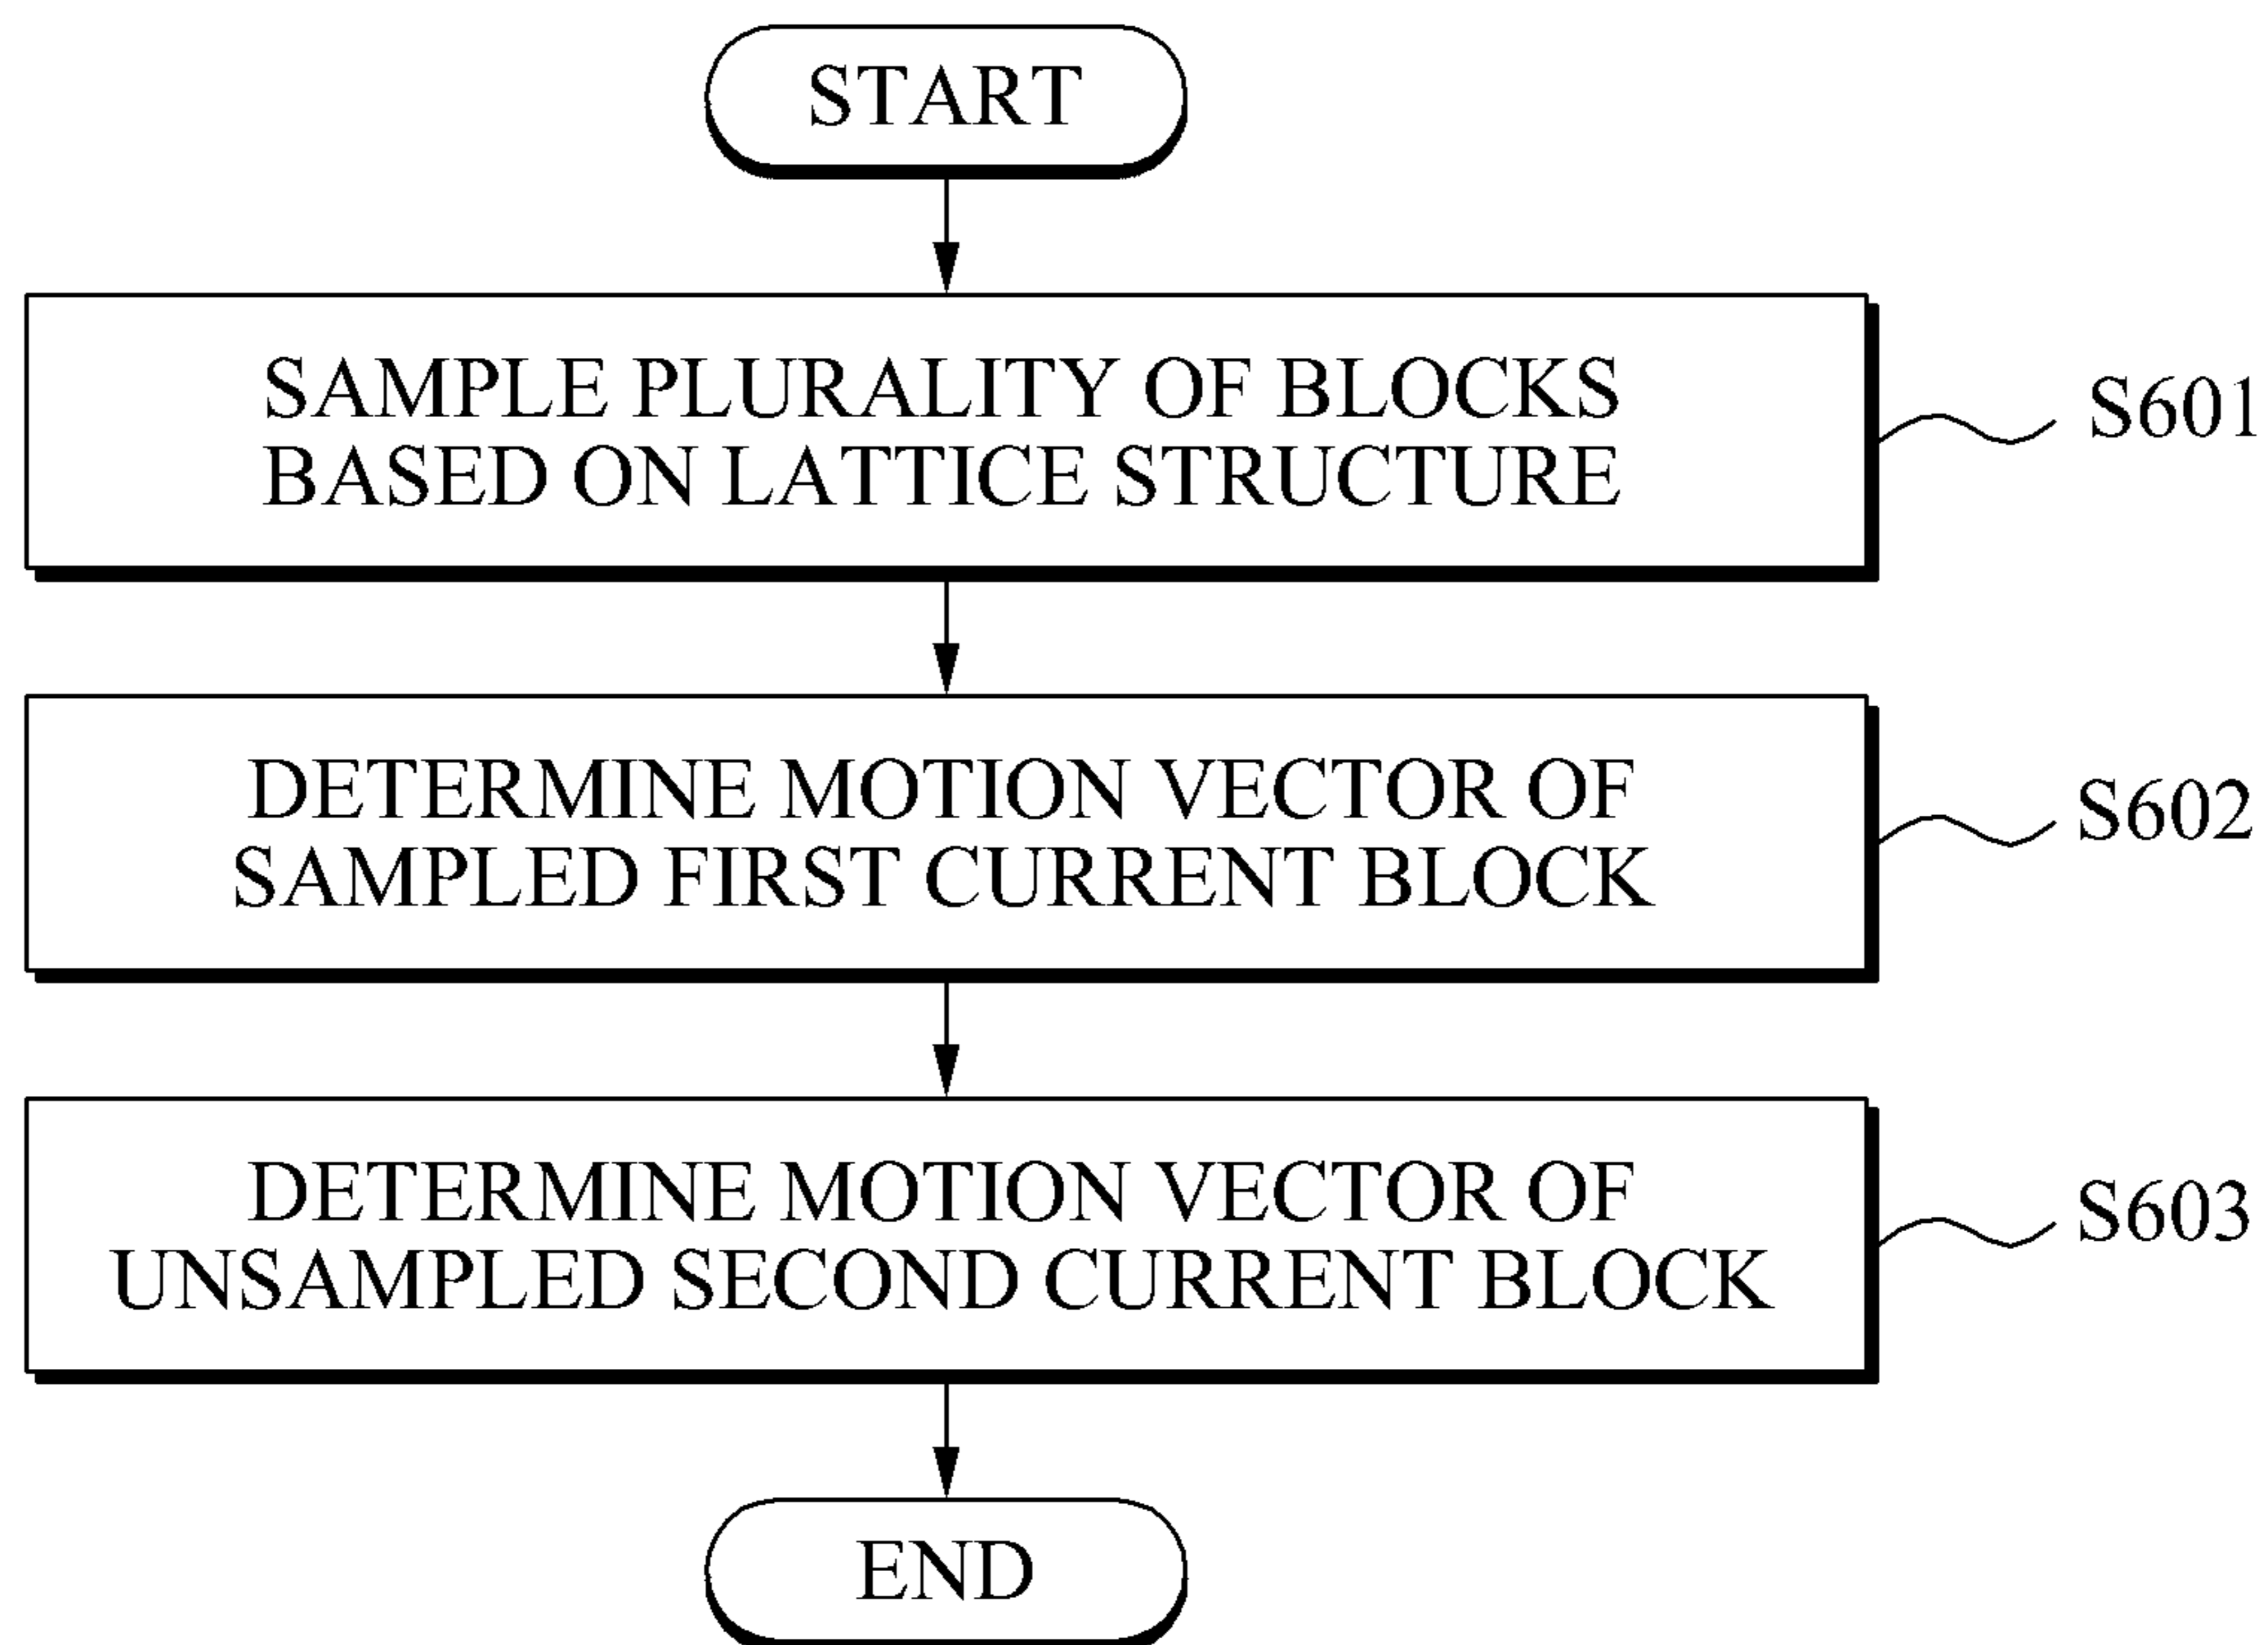 START
SAMPLE PLURALITY OF BLOCKS
BASED ON LATTICE STRUCTURE
S601
DETERMINE MOTION VECTOR OF
SAMPLED FIRST CURRENT BLOCK
S602
DETERMINE MOTION VECTOR OF
UNSAMPLED SECOND CURRENT BLOCK
S603
END